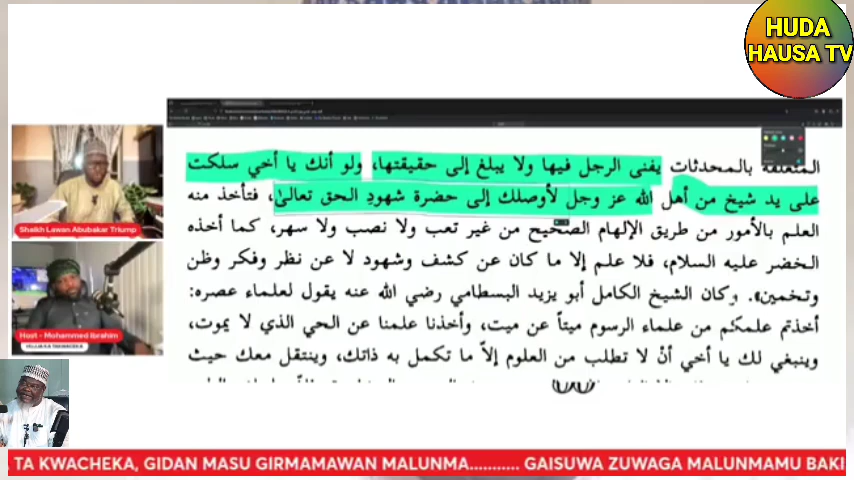 HUDA
HAUSA TV
المتعلقة بالمحدثات يفنى الرجل فيها ولا يبلغ إلى حقيقتها، ولو أنك يا أخي سلكت
على يد شيخ من أهل الله عز وجل لأوصلك إلى حضرة شهودِ الحق تعالىٰ، فتأخذ منه
العلم بالأمور من طريق الإلهام الصحيح من غير تعب ولا نصب ولا سهر، كما أخذه
الخضر عليه السلام، فلا علم إلا ما كان عن كشف وشهود لا عن نظر وفكر وظن
وتخمين». وكان الشيخ الكامل أبو يزيد البسطامي رضي الله عنه يقول لعلماء عصره:
أخذتم علمكم من علماء الرسوم ميتاً عن ميت، وأخذنا علمنا عن الحي الذي لا يموت،
وينبغي لك يا أخي أنْ لا تطلب من العلوم إلاّ ما تكمل به ذاتك، وينتقل معك حيث
Shaikh Lawan Abubakar Triump
Host - Mohammed Ibrahim
TA KWACHEKA, GIDAN MASU GIRMAMAWAN MALUNMA........... GAISUWA ZUWAGA MALUNMAMU BAKI